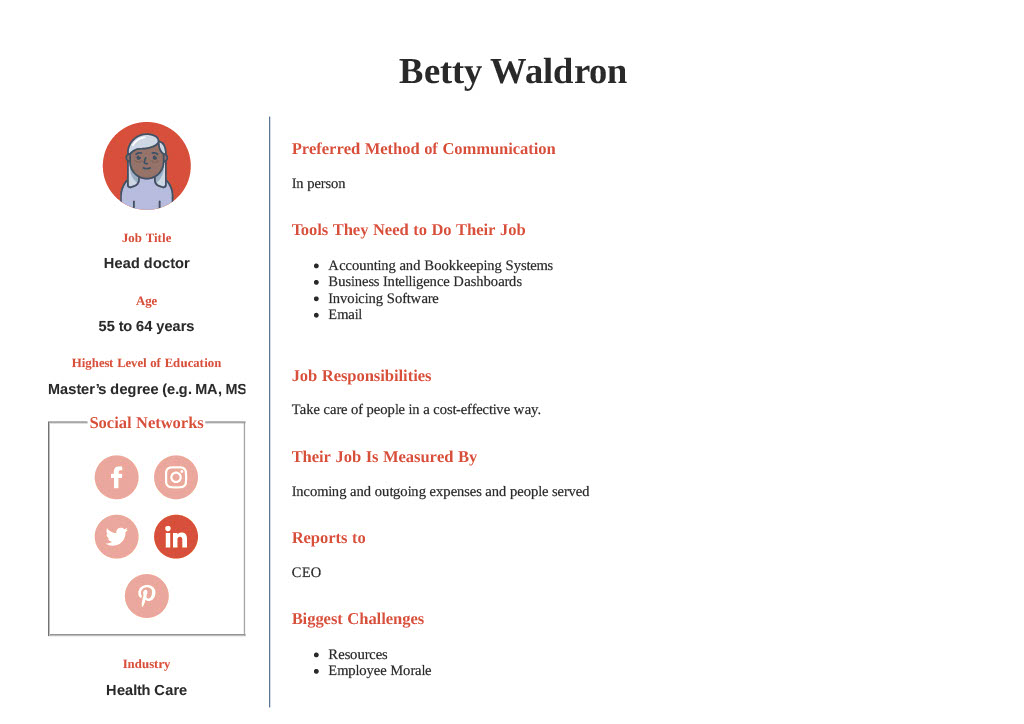 Betty Waldron
Job Title
Head doctor
Age
55 to 64 years
Highest Level of Education
Master's degree (e.g. MA, MS
Social Networks
Industry
Health Care
Preferred Method of Communication
In person
Tools They Need to Do Their Job
Accounting and Bookkeeping Systems
Business Intelligence Dashboards
Invoicing Software
Email
Job Responsibilities
Take care of people in a cost-effective way.
Their Job Is Measured By
Incoming and outgoing expenses and people served
Reports to
CEO
Biggest Challenges
Resources
Employee Morale